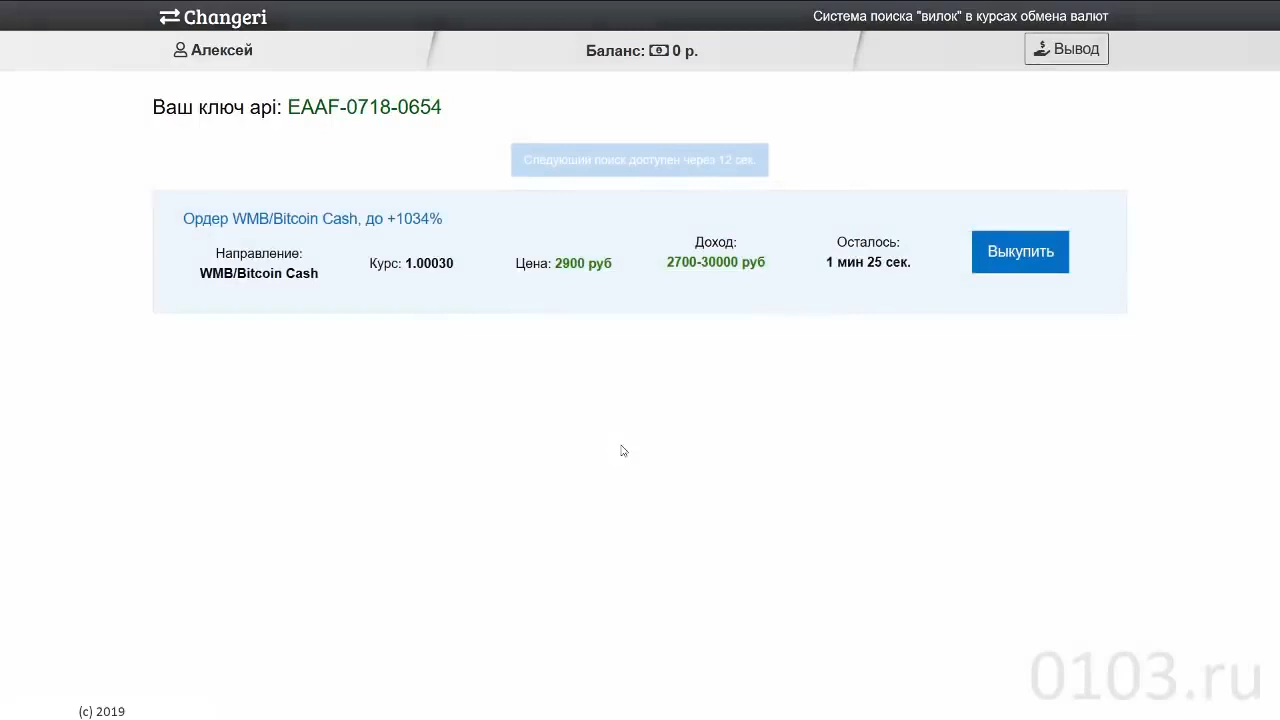 Changeri
Система поиска "вилок" в курсах обмена валют
Алексей
Баланс: 0 р.
Вывод
Ваш ключ api: EAAF-0718-0654
Следующий поиск доступен через 12 сек.
Ордер WMB/Bitcoin Cash, до +1034%
Направление:
WMB/Bitcoin Cash
Курс: 1.00030
Цена: 2900 руб
Доход:
2700-30000 руб
Осталось:
1 мин 25 сек.
Выкупить
0103.ru
(c) 2019